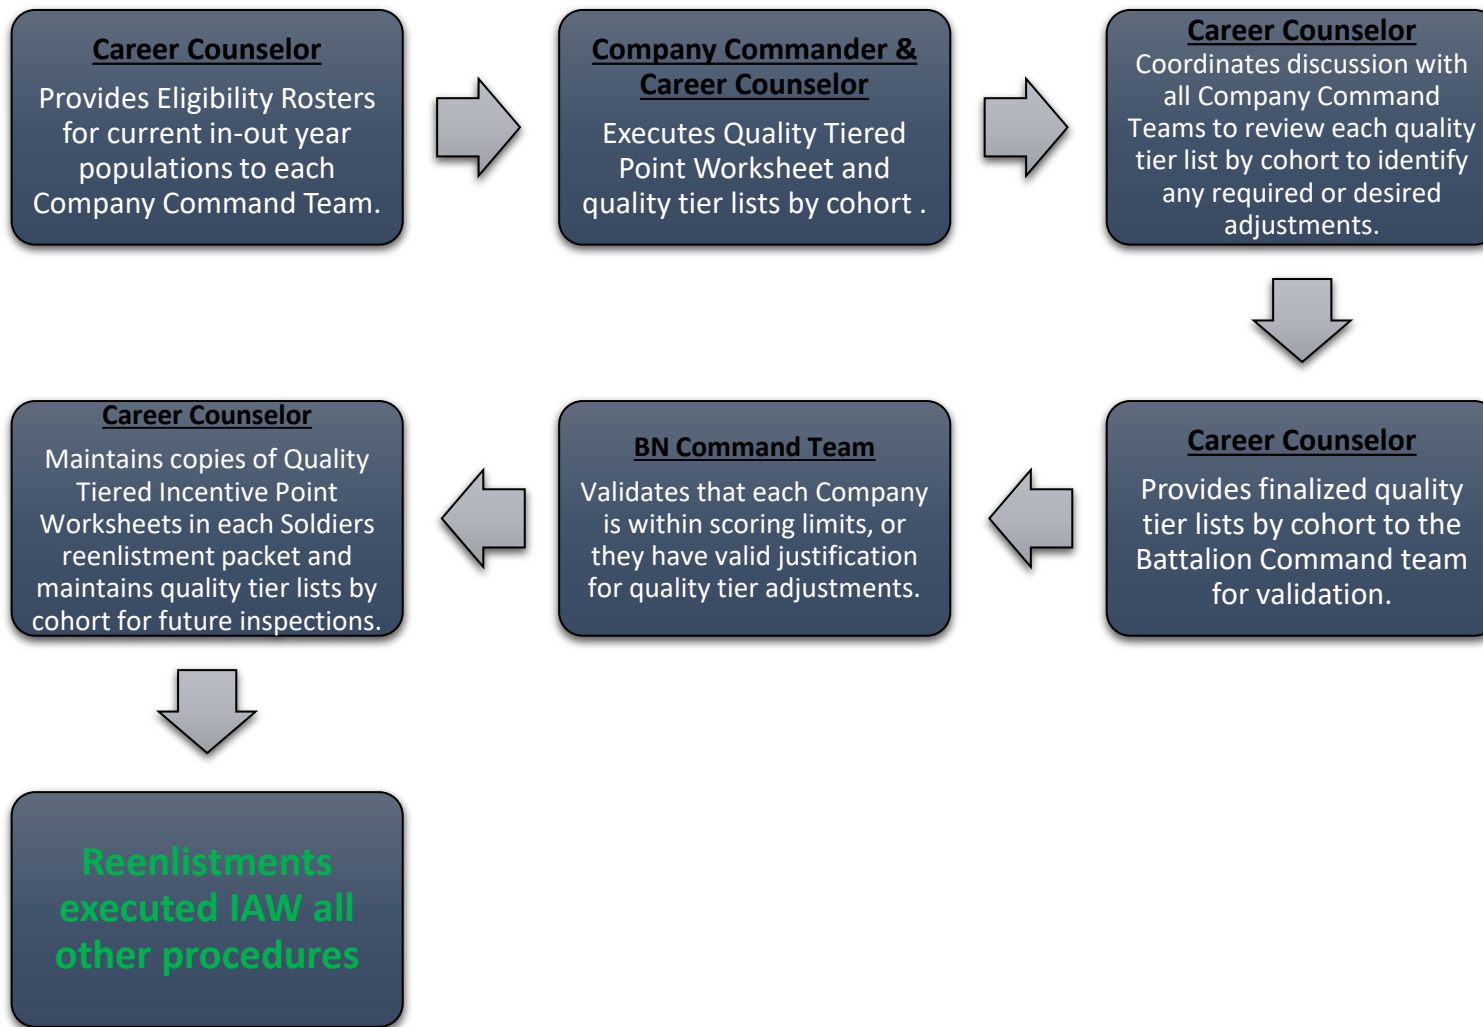 Career Counselor
Provides Eligibility Rosters
for current in-out year
populations to each
Company Command Team.
Company Commander &
Career Counselor
Executes Quality Tiered
Point Worksheet and
quality tier lists by cohort .
Career Counselor
Coordinates discussion with
all Company Command
Teams to review each quality
tier list by cohort to identify
any required or desired
adjustments.
Career Counselor
Provides finalized quality
tier lists by cohort to the
Battalion Command team
for validation.
BN Command Team
Validates that each Company
is within scoring limits, or
they have valid justification
for quality tier adjustments.
Career Counselor
Maintains copies of Quality
Tiered Incentive Point
Worksheets in each Soldiers
reenlistment packet and
maintains quality tier lists by
cohort for future inspections.
Reenlistments
executed IAW all
other procedures